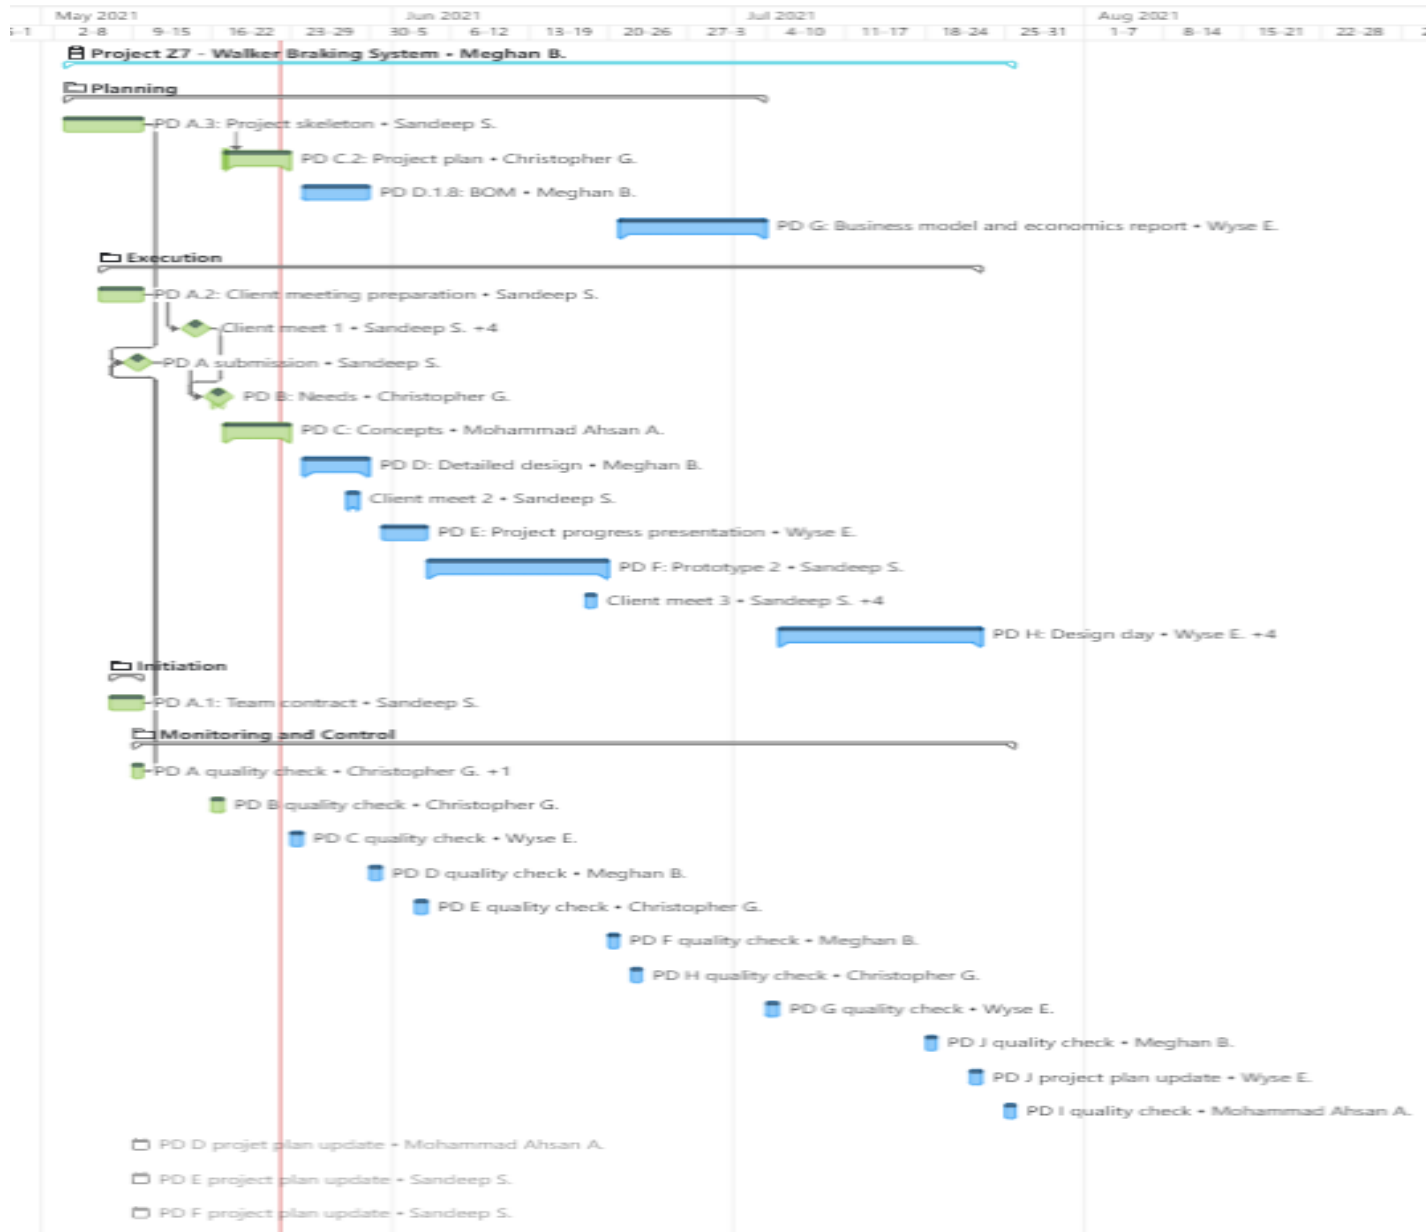 May 2021 Jun 2021 Jul 2021 Aug 2021
2-8 9-15 16-22 23-29 30-5 6-12 13-19 20-26 27-3 4-10 11-17 18-24 25-31 1-7 8-14 15-21 22-28
Project Z7 - Walker Braking System • Meghan B.
Planning
PD A.3: Project skeleton • Sandeep S.
PD C.2: Project plan • Christopher G.
PD D.1.8: BOM • Meghan B.
PD G: Business model and economics report • Wyse E.
Execution
PD A.2: Client meeting preparation • Sandeep S.
Client meet 1 • Sandeep S. +4
PD A submission • Sandeep S.
PD B: Needs • Christopher G.
PD C: Concepts • Mohammad Ahsan A.
PD D: Detailed design • Meghan B.
Client meet 2 • Sandeep S.
PD E: Project progress presentation • Wyse E.
PD F: Prototype 2 • Sandeep S.
Client meet 3 • Sandeep S. +4
PD H: Design day • Wyse E. +4
Initiation
PD A.1: Team contract • Sandeep S.
Monitoring and Control
PD A quality check • Christopher G. +1
PD B quality check • Christopher G.
PD C quality check • Wyse E.
PD D quality check • Meghan B.
PD E quality check • Christopher G.
PD F quality check • Meghan B.
PD H quality check • Christopher G.
PD G quality check • Wyse E.
PD J quality check • Meghan B.
PD J project plan update • Wyse E.
PD I quality check • Mohammad Ahsan A.
PD D projet plan update • Mohammad Ahsan A.
PD E project plan update • Sandeep S.
PD F project plan update • Sandeep S.